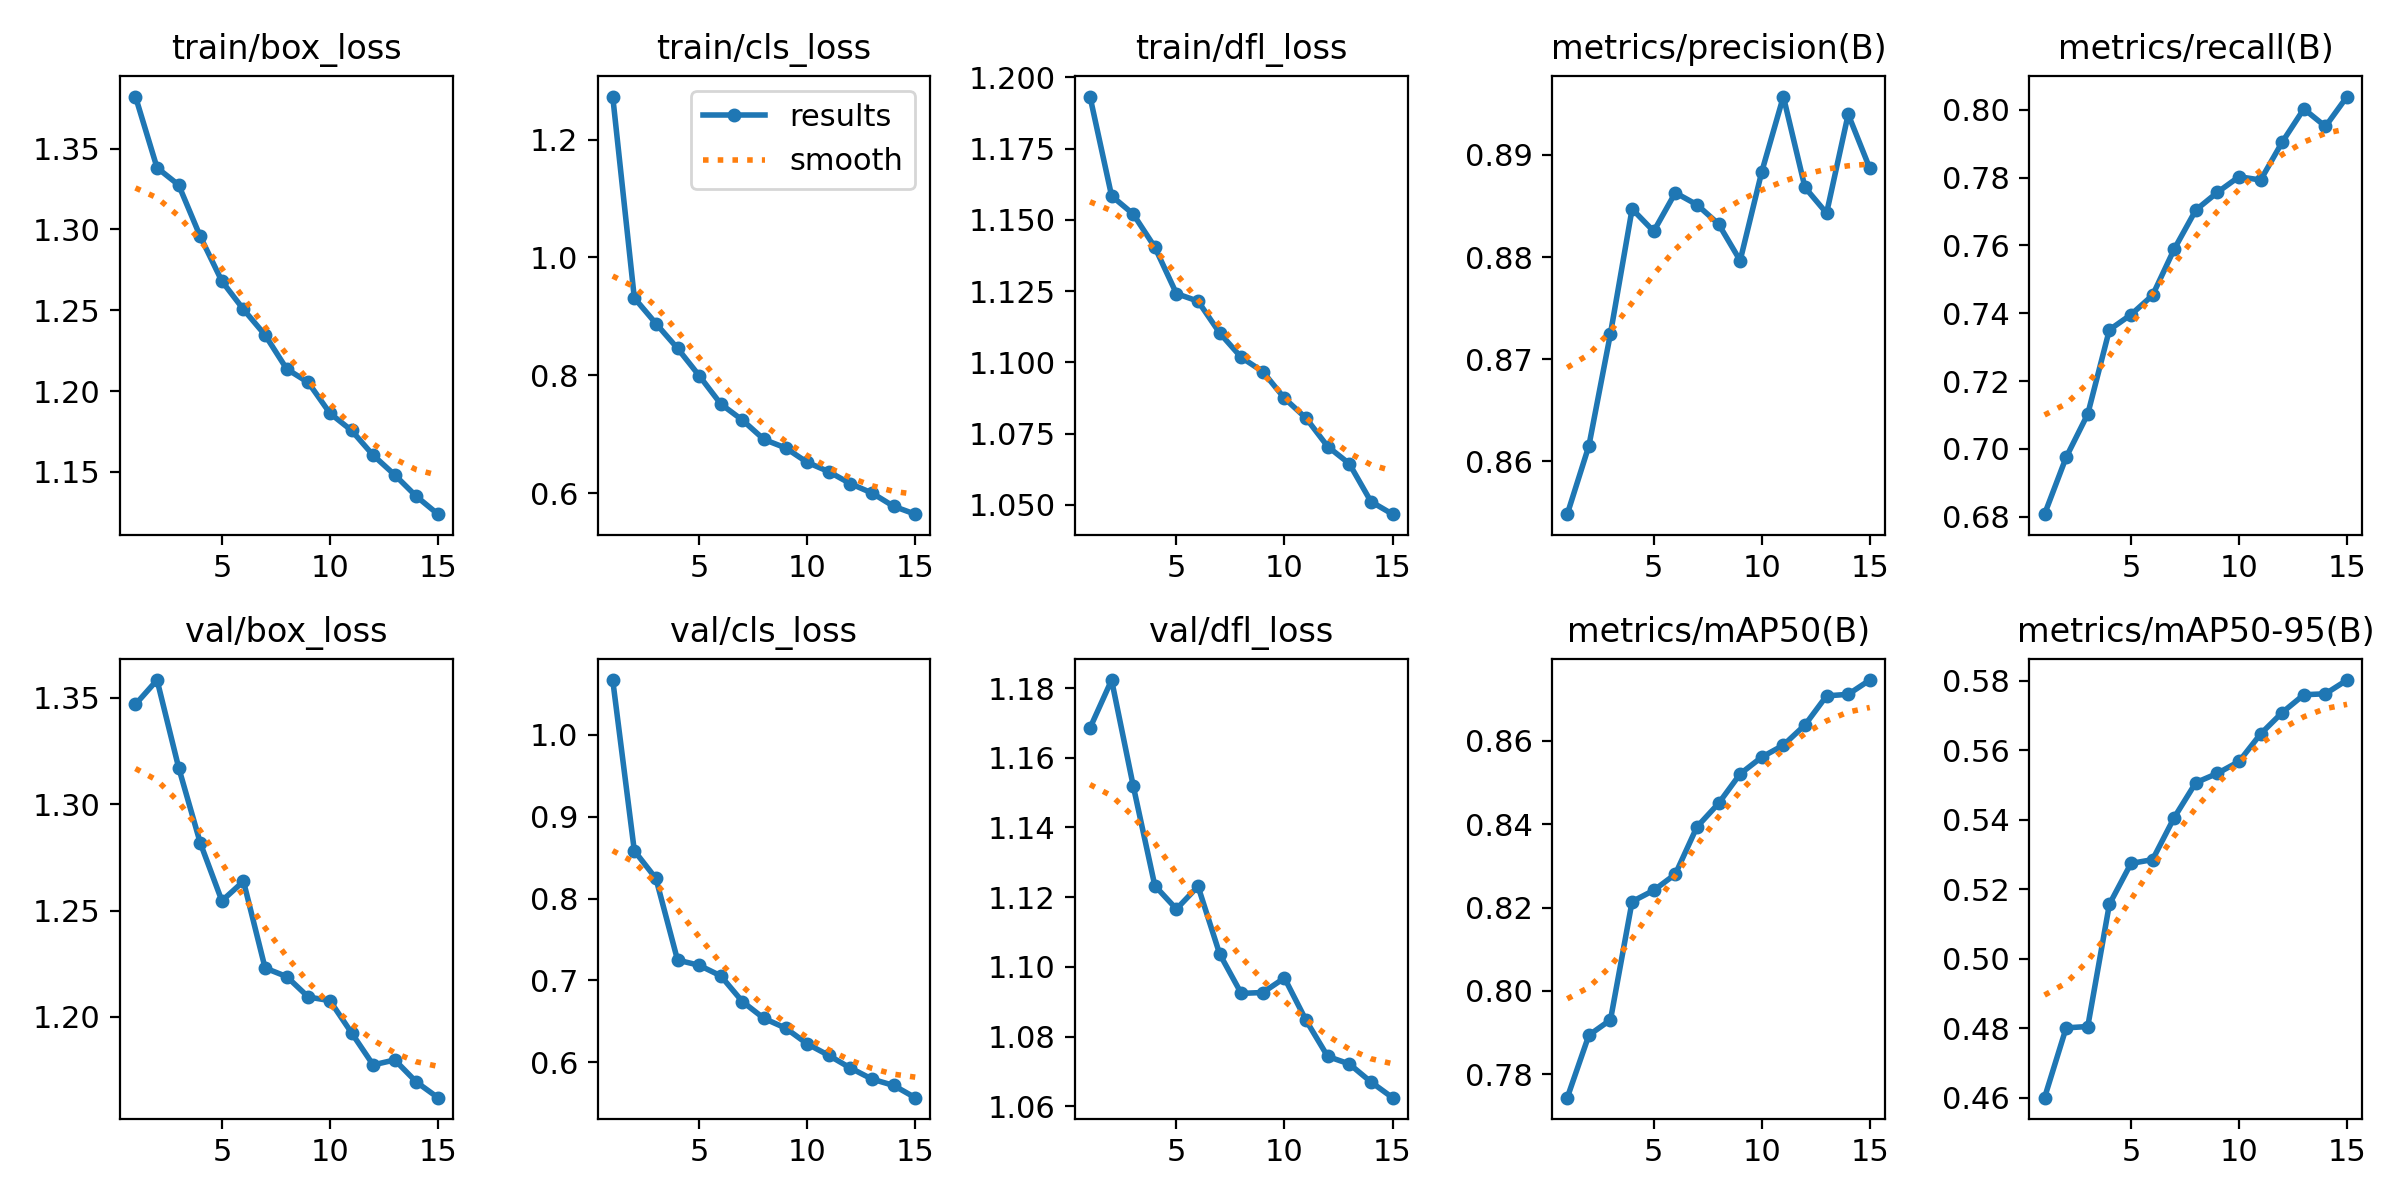 train/box_loss
1.35
1.30
1.25
1.20
1.15
5 10 15
train/cls_loss
results
smooth
1.2
1.0
0.8
0.6
5 10 15
train/dfl_loss
1.200
1.175
1.150
1.125
1.100
1.075
1.050
5 10 15
metrics/precision(B)
0.89
0.88
0.87
0.86
5 10 15
metrics/recall(B)
0.80
0.78
0.76
0.74
0.72
0.70
0.68
5 10 15
val/box_loss
1.35
1.30
1.25
1.20
5 10 15
val/cls_loss
1.0
0.9
0.8
0.7
0.6
5 10 15
val/dfl_loss
1.18
1.16
1.14
1.12
1.10
1.08
1.06
5 10 15
metrics/mAP50(B)
0.86
0.84
0.82
0.80
0.78
5 10 15
metrics/mAP50-95(B)
0.58
0.56
0.54
0.52
0.50
0.48
0.46
5 10 15